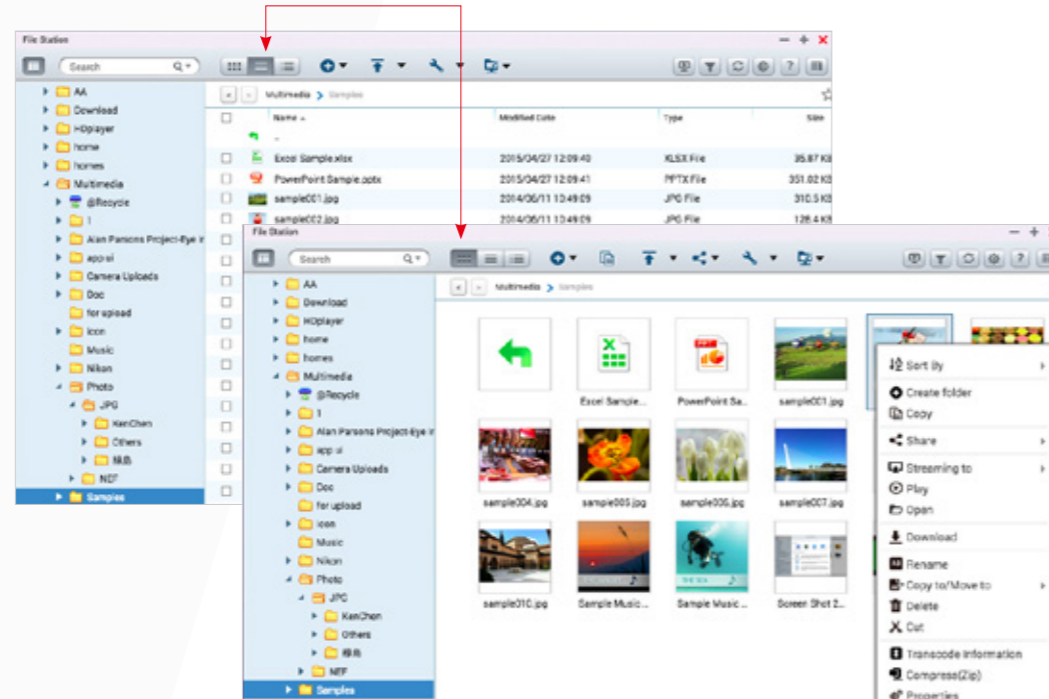 File Station
Search
Multimedia > Samples
Name
Modified Date
Type
Size
Excel Sample.xlsx 2015/04/27 12:09:40 XLSX File 35.87 KB
PowerPoint Sample.pptx 2015/04/27 12:09:41 PPTX File 351.02 KB
sample001.jpg 2014/06/11 13:49:09 JPG File 310.5 KB
sample002.jpg 2014/06/11 13:49:09 JPG File 128.4 KB
AA
Download
HDplayer
home
homes
Multimedia
@Recycle
1
Alan Parsons Project-Eye ir
app ui
Camera Uploads
Doc
for upload
icon
Music
Nikon
Photo
JPG
KenChen
Others
NEF
Samples
File Station
Search
Multimedia > Samples
AA
Download
HDplayer
home
homes
Multimedia
@Recycle
1
Alan Parsons Project-Eye ir
app ui
Camera Uploads
Doc
for upload
icon
Music
Nikon
Photo
JPG
KenChen
Others
NEF
Samples
Excel Sample...
PPT
PowerPoint Sa...
sample001.jpg
sample004.jpg
sample005.jpg
sample006.jpg
sample007.jpg
THE SEA
sample010.jpg
Sample Music...
Sample Music...
Screen Shot 2...
Sort By
Create folder
Copy
Share
Streaming to
Play
Open
Download
Rename
Copy to/Move to
Delete
Cut
Transcode Information
Compress(Zip)
Properties